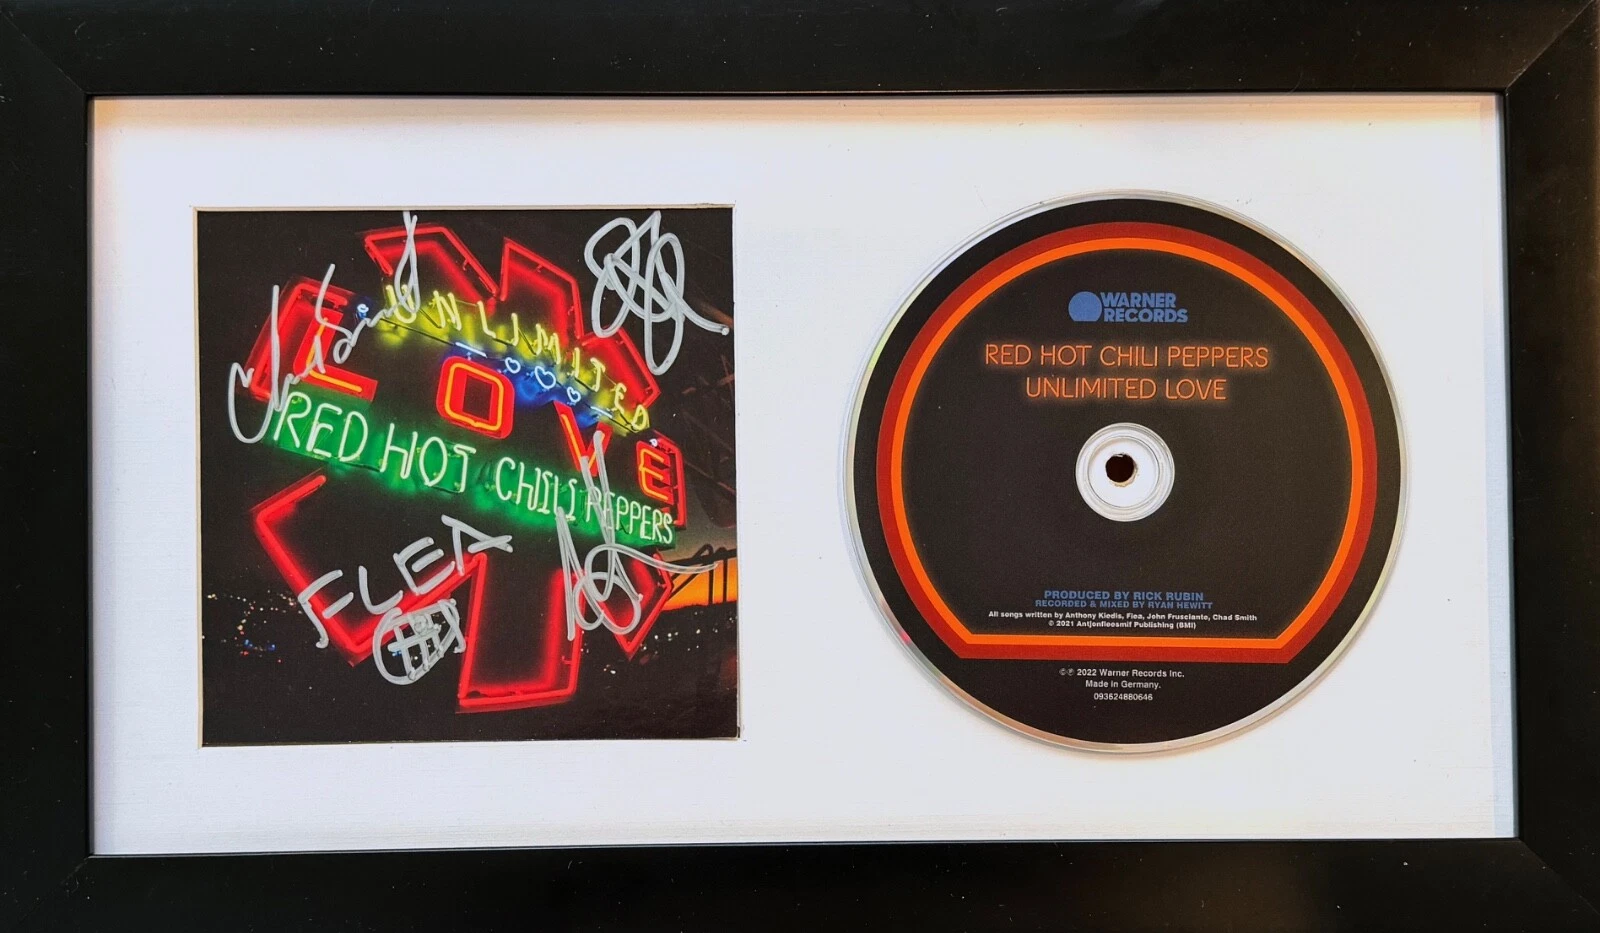 UNLIMITED
LOVE
RED HOT CHILI PEPPERS
FLEA
WARNER
RECORDS
RED HOT CHILI PEPPERS
UNLIMITED LOVE
PRODUCED BY RICK RUBIN
RECORDED & MIXED BY RYAN HEWITT
All songs written by Anthony Kiedis, Flea, John Frusciante, Chad Smith
© 2021 Antjonfleesmif Publishing (BMI)
©℗ 2022 Warner Records Inc.
Made in Germany.
093624880646